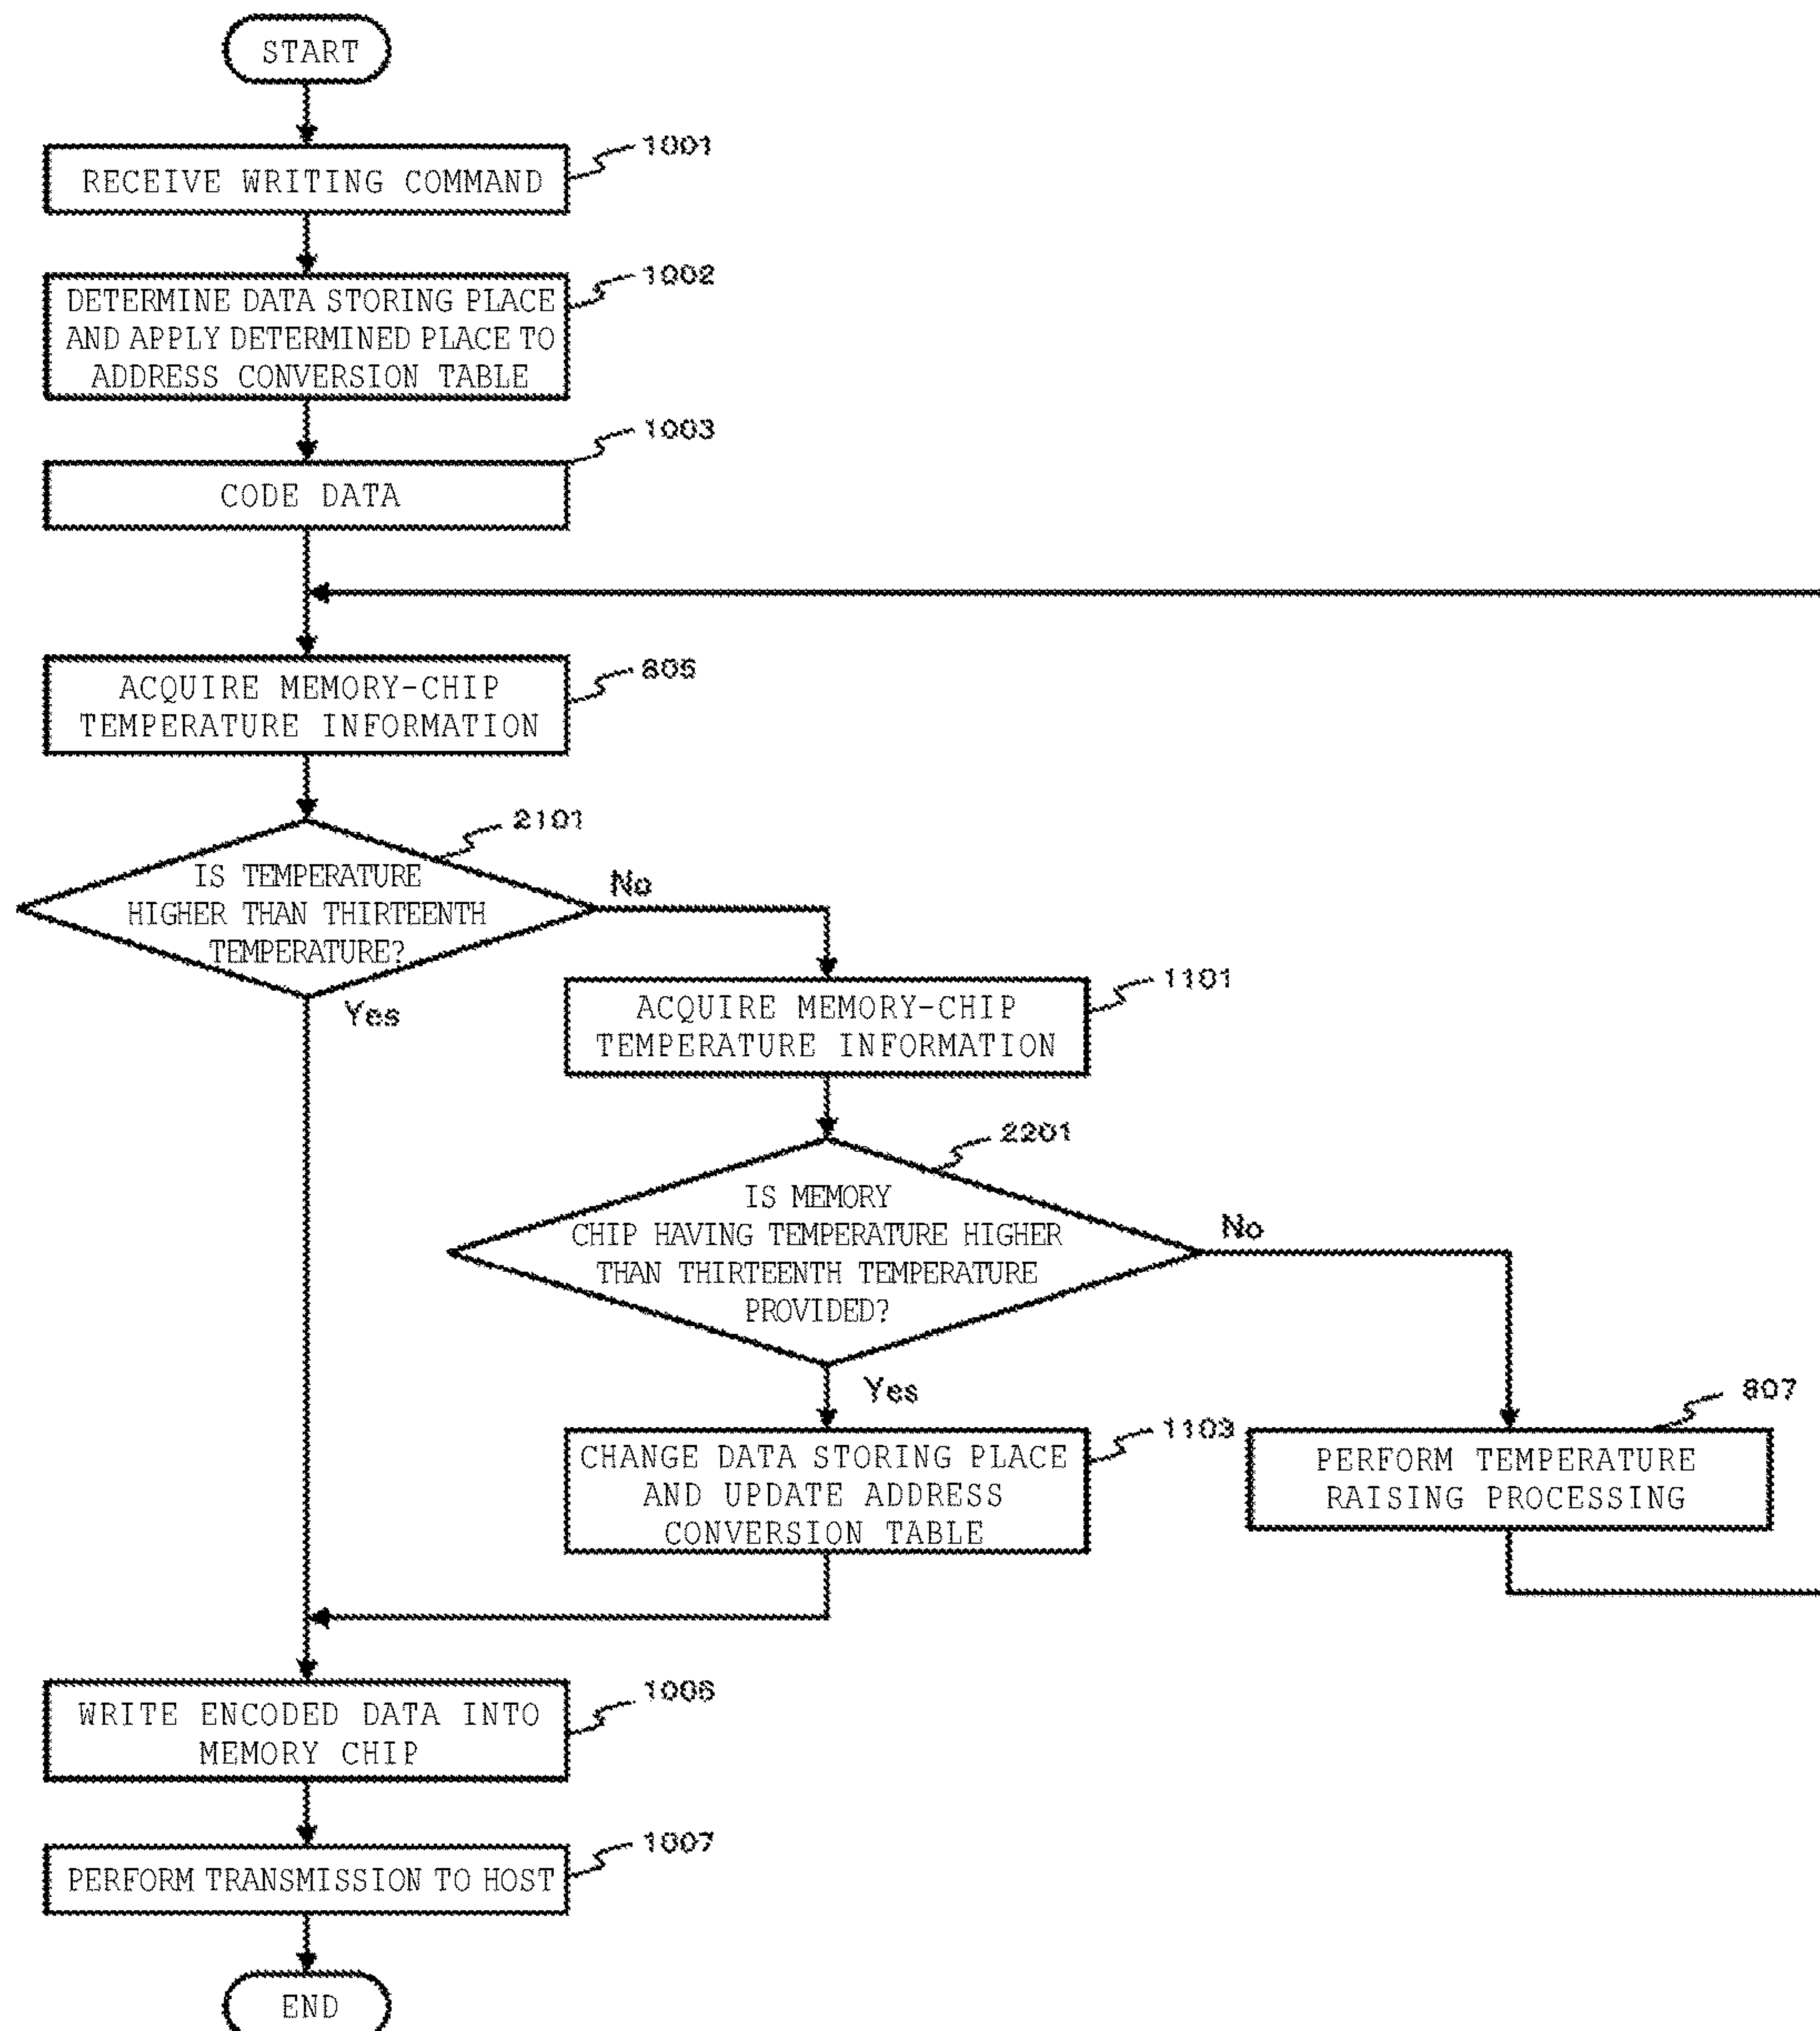 START
1001
RECEIVE WRITING COMMAND
1002
DETERMINE DATA STORING PLACE
AND APPLY DETERMINED PLACE TO
ADDRESS CONVERSION TABLE
1003
CODE DATA
805
ACQUIRE MEMORY-CHIP
TEMPERATURE INFORMATION
2101
IS TEMPERATURE
HIGHER THAN THIRTEENTH
TEMPERATURE?
No
Yes
1101
ACQUIRE MEMORY-CHIP
TEMPERATURE INFORMATION
2201
IS MEMORY
CHIP HAVING TEMPERATURE HIGHER
THAN THIRTEENTH TEMPERATURE
PROVIDED?
No
Yes
1103
CHANGE DATA STORING PLACE
AND UPDATE ADDRESS
CONVERSION TABLE
807
PERFORM TEMPERATURE
RAISING PROCESSING
1006
WRITE ENCODED DATA INTO
MEMORY CHIP
1007
PERFORM TRANSMISSION TO HOST
END